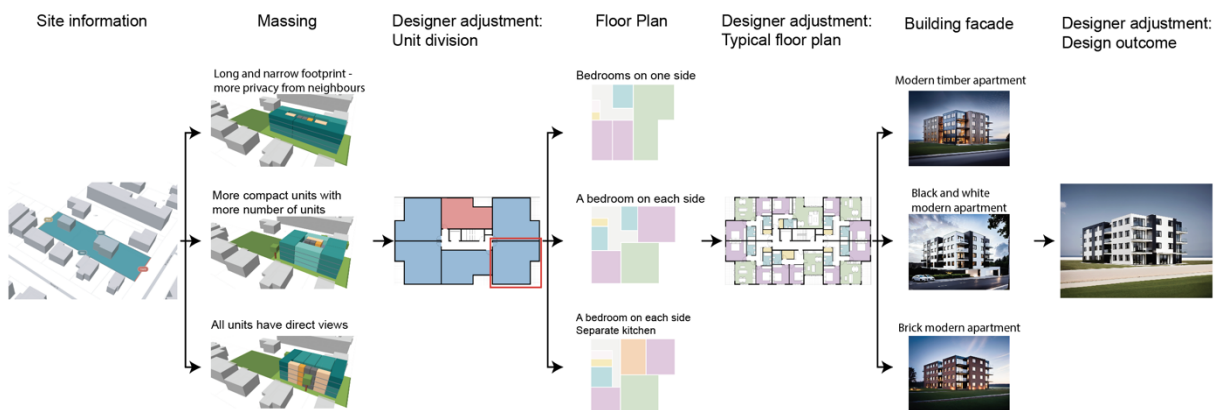 Site information
Massing
Designer adjustment:
Unit division
Floor Plan
Designer adjustment:
Typical floor plan
Building facade
Designer adjustment:
Design outcome
Long and narrow footprint -
more privacy from neighbours
More compact units with
more number of units
All units have direct views
Bedrooms on one side
A bedroom on each side
A bedroom on each side
Separate kitchen
Modern timber apartment
Black and white
modern apartment
Brick modern apartment